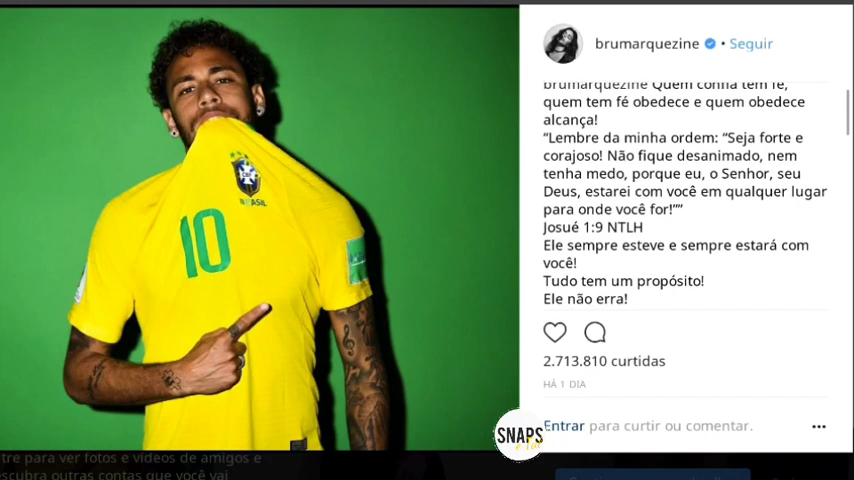 brumarquezine • Seguir
brumarquezine Quem confia tem fé,
quem tem fé obedece e quem obedece
alcança!
“Lembre da minha ordem: “Seja forte e
corajoso! Não fique desanimado, nem
tenha medo, porque eu, o Senhor, seu
Deus, estarei com você em qualquer lugar
para onde você for!””
Josué 1:9 NTLH
Ele sempre esteve e sempre estará com
você!
Tudo tem um propósito!
Ele não erra!
CBF
BRASIL
10
2.713.810 curtidas
HÁ 1 DIA
Entrar para curtir ou comentar.
SNAPS
tre para ver fotos e vídeos de amigos e
escubra outras contas que você vai